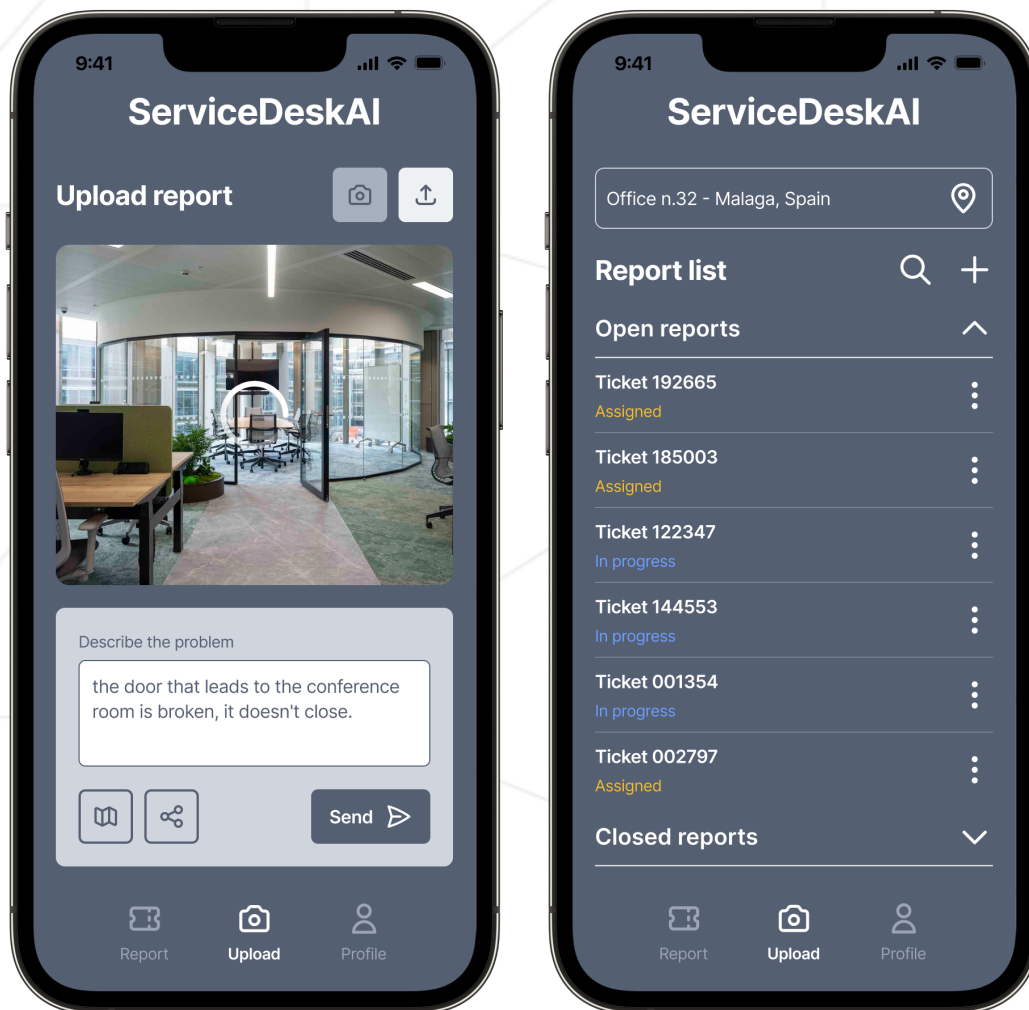 9:41
ServiceDeskAI
Upload report
Describe the problem
the door that leads to the conference
room is broken, it doesn't close.
Send
Report
Upload
Profile
9:41
ServiceDeskAI
Office n.32 - Malaga, Spain
Report list
Open reports
Ticket 192665
Assigned
Ticket 185003
Assigned
Ticket 122347
In progress
Ticket 144553
In progress
Ticket 001354
In progress
Ticket 002797
Assigned
Closed reports
Report
Upload
Profile